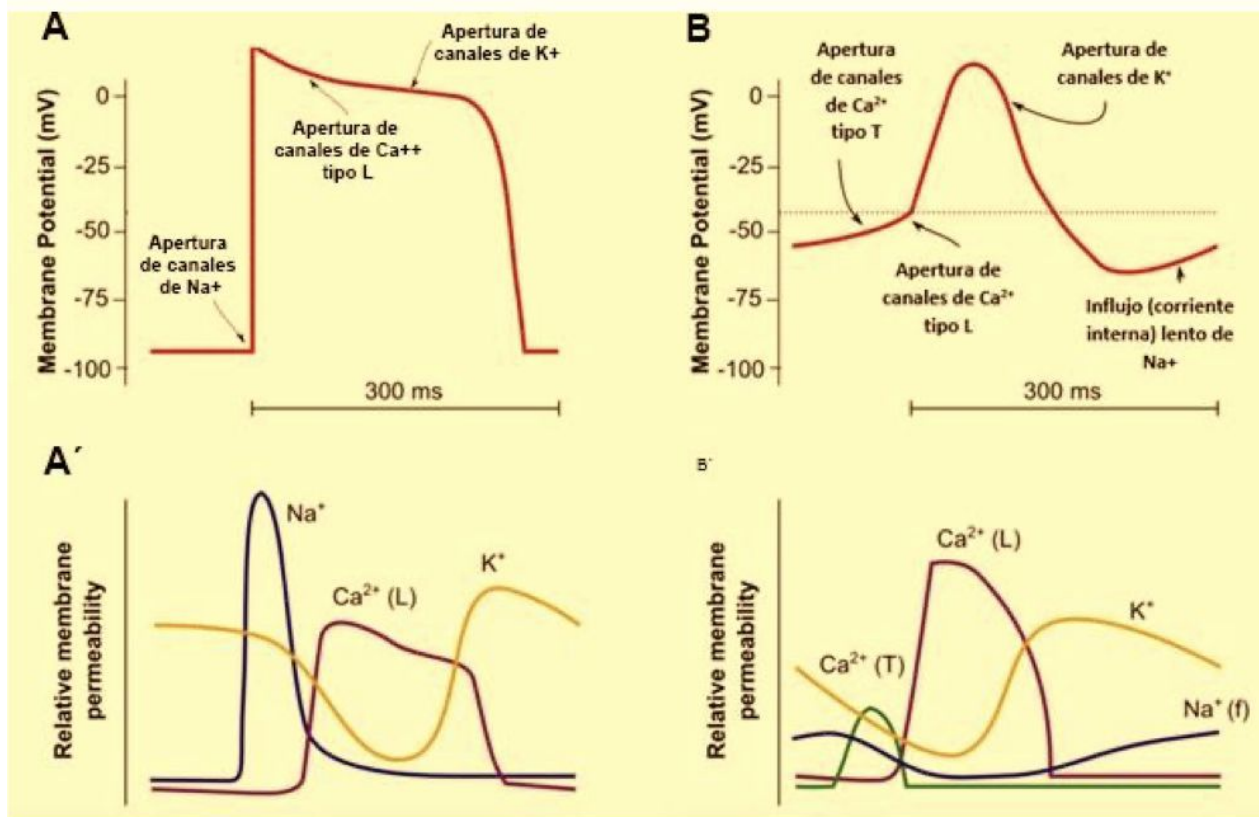 A
Membrane Potential (mV)
0
-25
-50
-75
-100
Apertura de
canales de K+
Apertura de
canales de Ca++
tipo L
Apertura
de canales
de Na+
300 ms
B
Membrane Potential (mV)
0
-25
-50
-75
-100
Apertura
de canales
de Ca²⁺
tipo T
Apertura de
canales de K⁺
Apertura de
canales de Ca²⁺
tipo L
Influjo (corriente
interna) lento de
Na+
300 ms
A´
Relative membrane
permeability
Na⁺
Ca²⁺ (L)
K⁺
B´
Relative membrane
permeability
Ca²⁺ (T)
Ca²⁺ (L)
K⁺
Na⁺ (f)